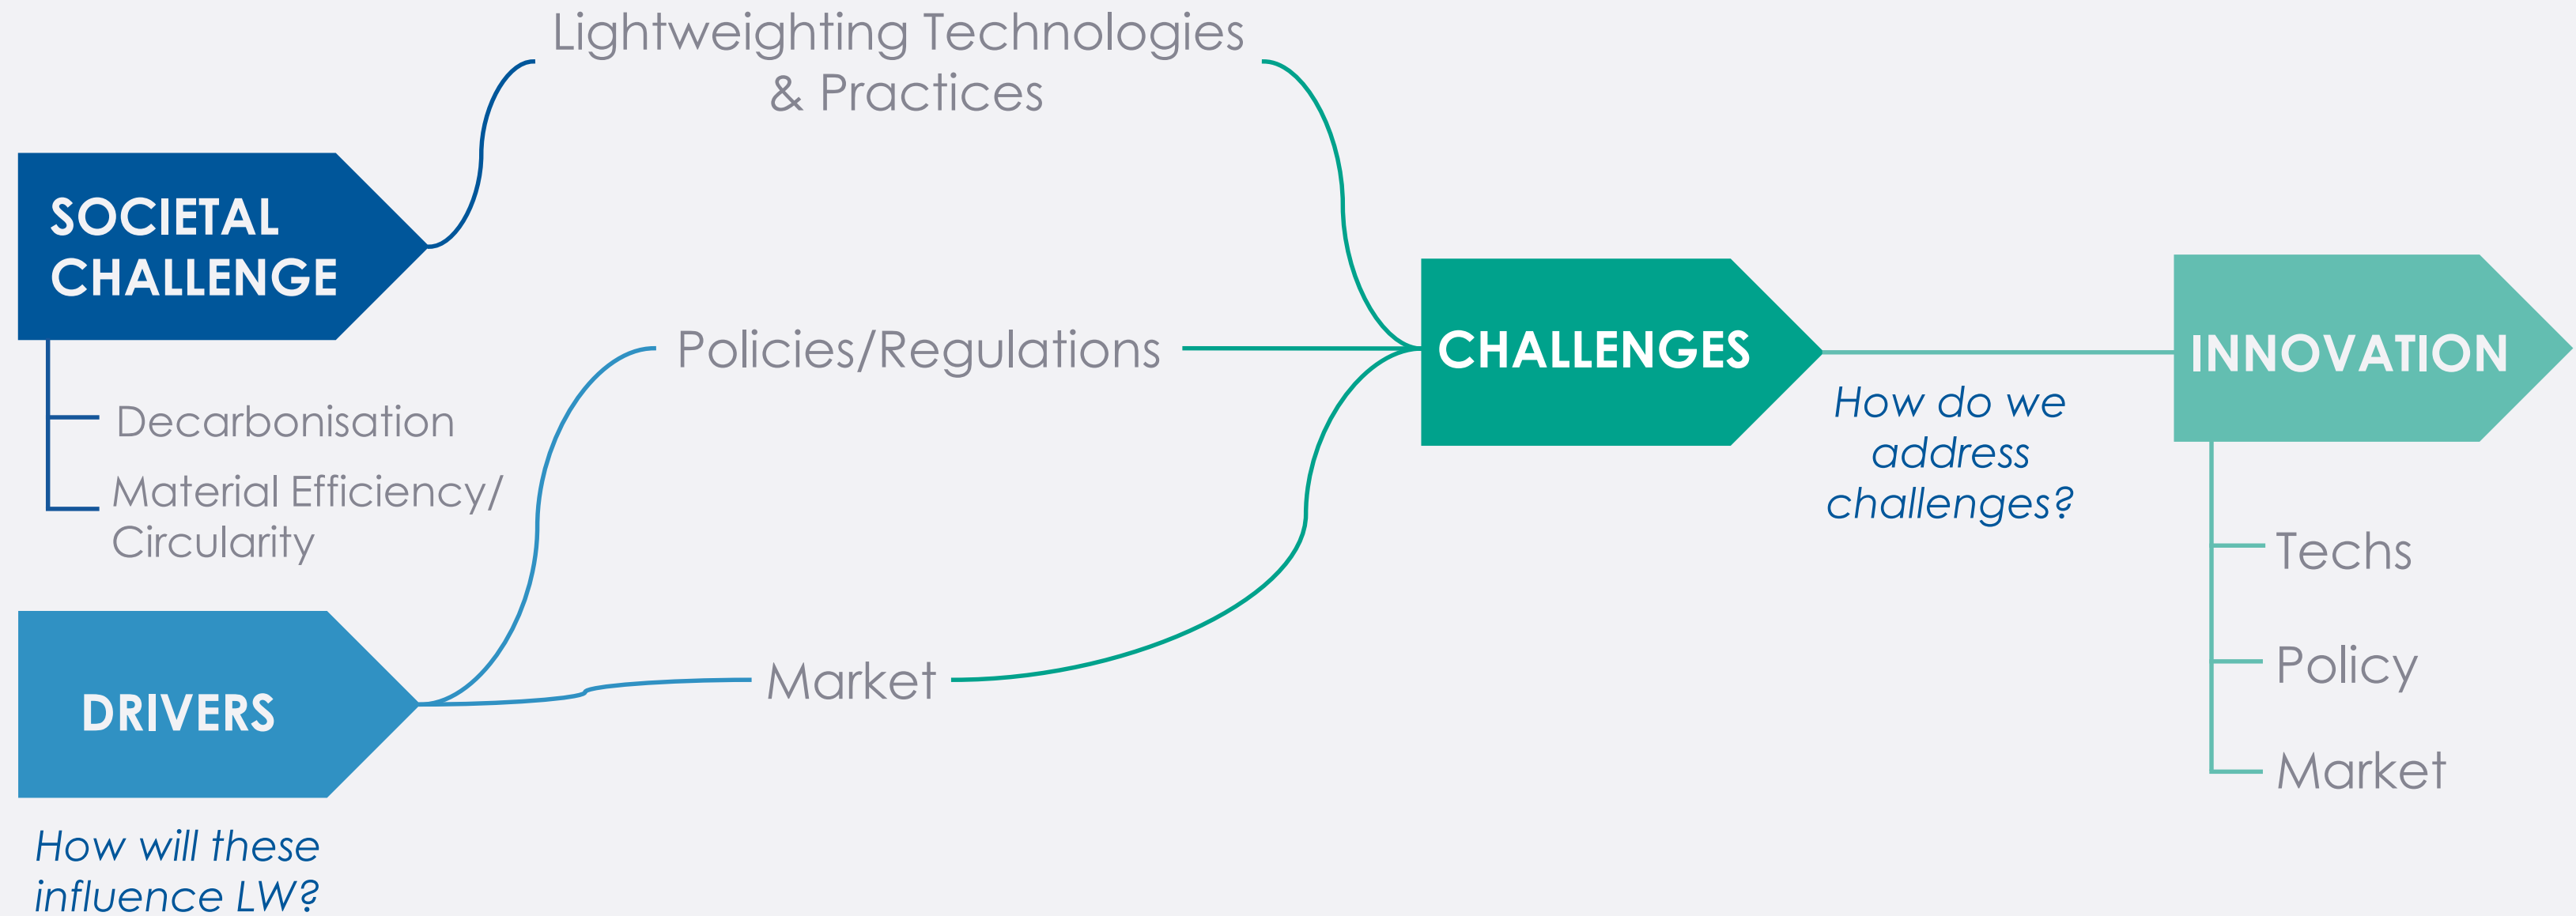 Lightweighting Technologies
& Practices
SOCIETAL
CHALLENGE
Decarbonisation
Material Efficiency/
Circularity
Policies/Regulations
Market
DRIVERS
How will these
influence LW?
CHALLENGES
How do we
address
challenges?
INNOVATION
Techs
Policy
Market